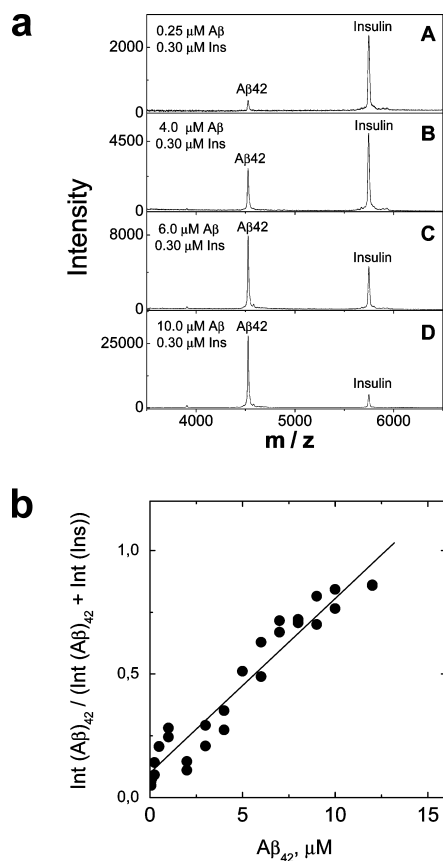 a
0.25 µM Aβ
0.30 µM Ins
Insulin
A
2000
Aβ42
0
4.0 µM Aβ
0.30 µM Ins
Insulin
B
4500
Aβ42
0
6.0 µM Aβ
0.30 µM Ins
Aβ42
C
8000
Insulin
0
10.0 µM Aβ
0.30 µM Ins
Aβ42
D
25000
Insulin
0
Intensity
4000 5000 6000
m / z
b
1,0
0,5
0,0
Int (Aβ)42 / (Int (Aβ)42 + Int (Ins))
0 5 10 15
Aβ42, µM